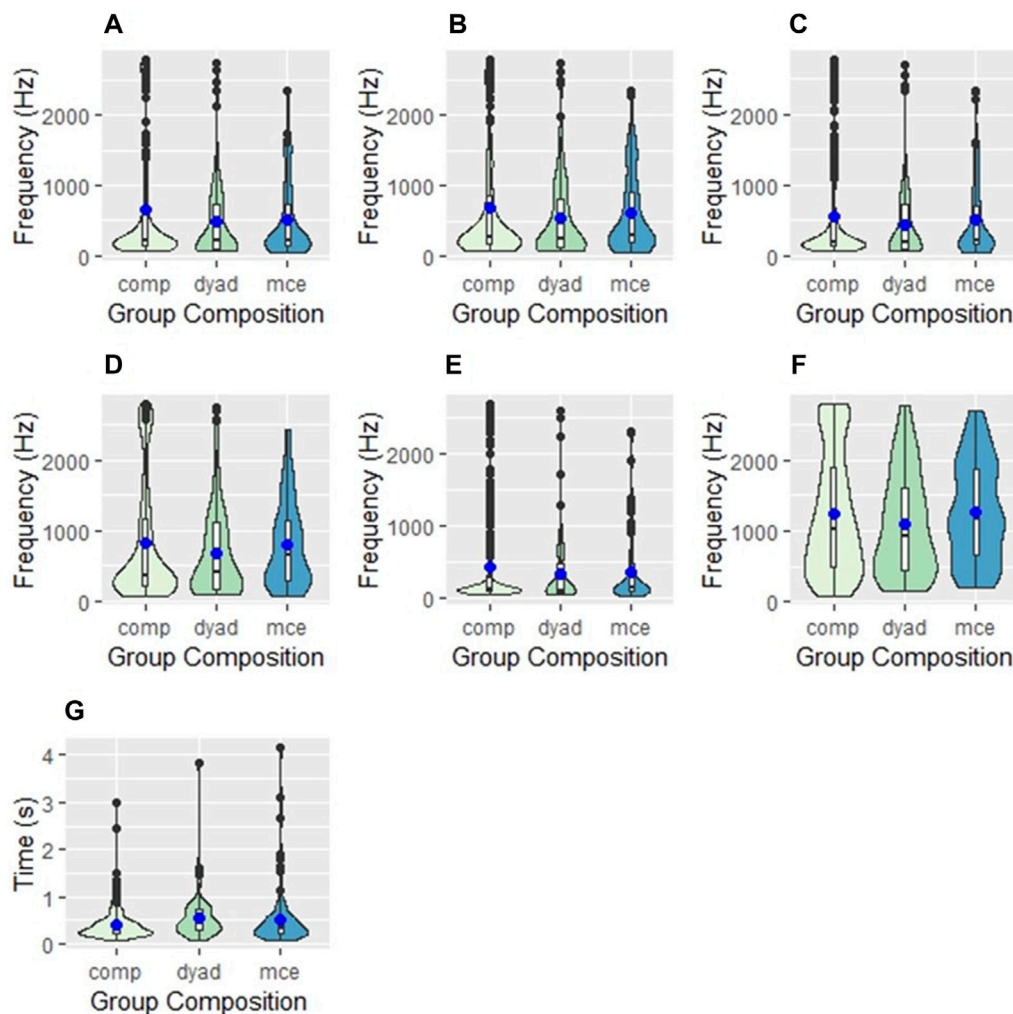 A
Frequency (Hz)
2000
1000
0
comp dyad mce
Group Composition
B
Frequency (Hz)
2000
1000
0
comp dyad mce
Group Composition
C
Frequency (Hz)
2000
1000
0
comp dyad mce
Group Composition
D
Frequency (Hz)
2000
1000
0
comp dyad mce
Group Composition
E
Frequency (Hz)
2000
1000
0
comp dyad mce
Group Composition
F
Frequency (Hz)
2000
1000
0
comp dyad mce
Group Composition
G
Time (s)
4
3
2
1
0
comp dyad mce
Group Composition